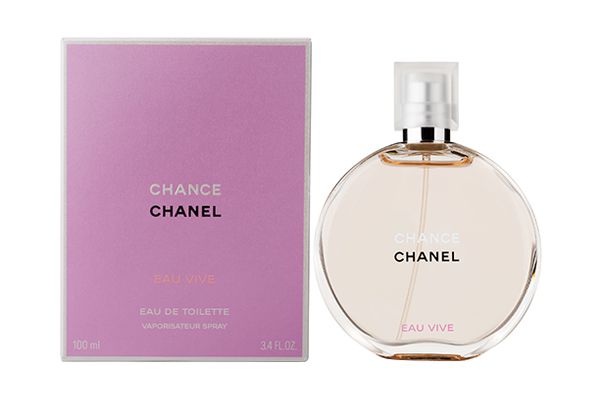 CHANCE
CHANEL
EAU VIVE
EAU DE TOILETTE
VAPORISATEUR SPRAY
100 ml 3.4 FL.OZ.
CHANCE
CHANEL
EAU VIVE